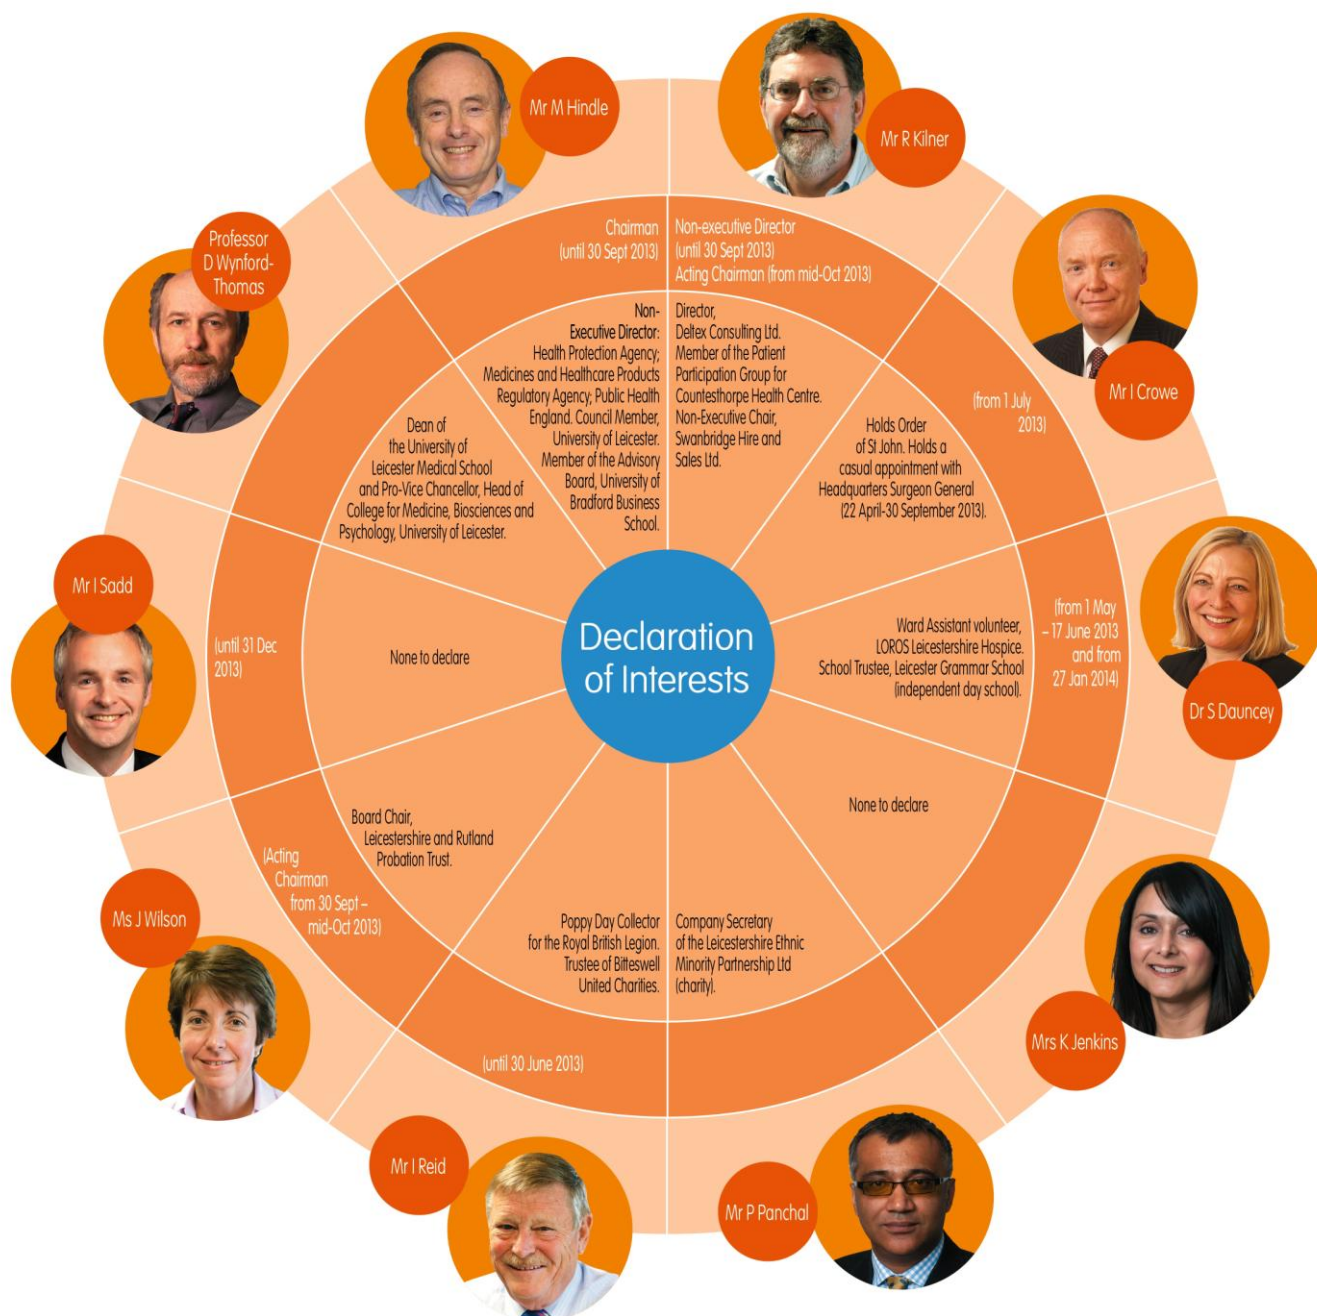 Declaration
of Interests
Mr M Hindle
Chairman
(until 30 Sept 2013)
Non-
Executive Director:
Health Protection Agency;
Medicines and Healthcare Products
Regulatory Agency; Public Health
England. Council Member,
University of Leicester.
Member of the Advisory
Board, University of
Bradford Business
School.
Mr R Kilner
Non-executive Director
(until 30 Sept 2013)
Acting Chairman (from mid-Oct 2013)
Director,
Deltex Consulting Ltd.
Member of the Patient
Participation Group for
Countesthorpe Health Centre.
Non-Executive Chair,
Swanbridge Hire and
Sales Ltd.
Mr I Crowe
(from 1 July
2013)
Holds Order
of St John. Holds a
casual appointment with
Headquarters Surgeon General
(22 April-30 September 2013).
Dr S Dauncey
(from 1 May
– 17 June 2013
and from
27 Jan 2014)
Ward Assistant volunteer,
LOROS Leicestershire Hospice.
School Trustee, Leicester Grammar School
(independent day school).
Mrs K Jenkins
None to declare
Mr P Panchal
Company Secretary
of the Leicestershire Ethnic
Minority Partnership Ltd
(charity).
Mr I Reid
(until 30 June 2013)
Poppy Day Collector
for the Royal British Legion.
Trustee of Bitteswell
United Charities.
Ms J Wilson
(Acting
Chairman
from 30 Sept –
mid-Oct 2013)
Board Chair,
Leicestershire and Rutland
Probation Trust.
Mr I Sadd
(until 31 Dec
2013)
None to declare
Professor
D Wynford-
Thomas
Dean of
the University of
Leicester Medical School
and Pro-Vice Chancellor, Head of
College for Medicine, Biosciences and
Psychology, University of Leicester.